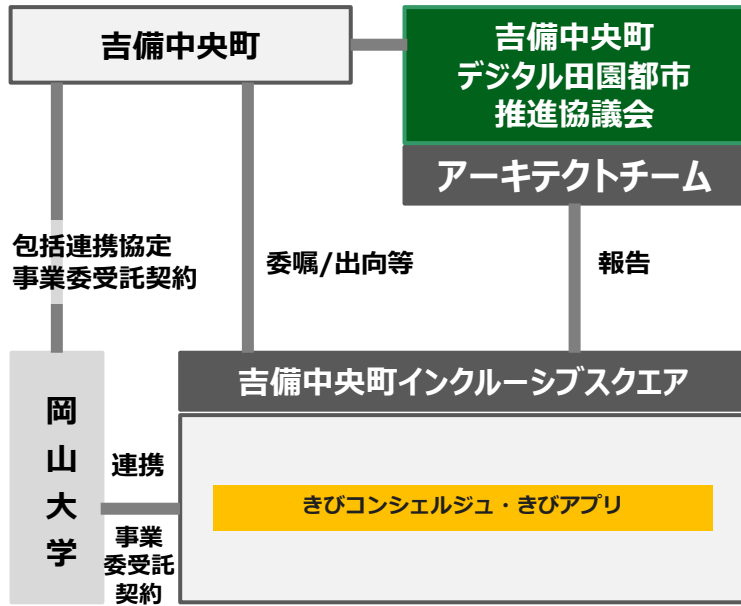 吉備中央町
吉備中央町
デジタル田園都市
推進協議会
アーキテクトチーム
包括連携協定
事業委受託契約
委嘱/出向等
報告
吉備中央町インクルーシブスクエア
岡山大学
連携
きびコンシェルジュ・きびアプリ
事業
委受託
契約